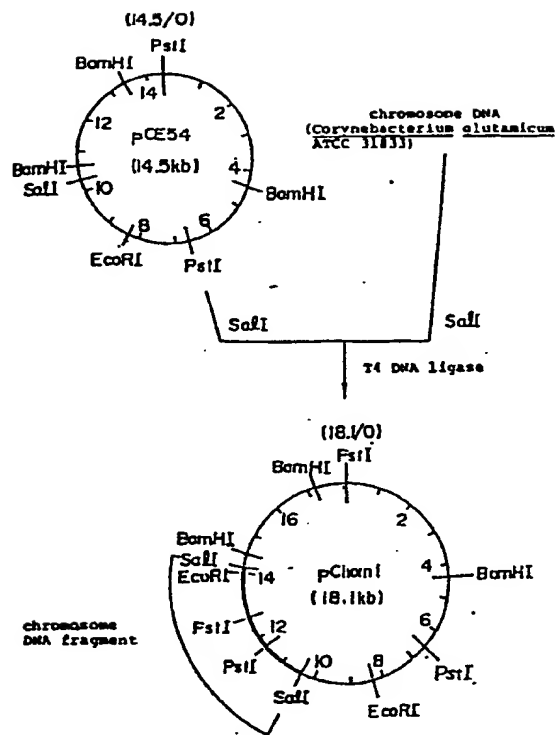 (14.5/0)
PstI
BamHI
14
2
12
pCE54
(14.5kb)
4
BamHI
BamHI
SalI
10
8
6
EcoRI
PstI
chromosome DNA
(Corynebacterium glutamicum
ATCC 31833)
SalI
SalI
T4 DNA ligase
(18.1/0)
PstI
BamHI
16
2
BamHI
SalI
EcoRI
14
pChom1
(18.1kb)
4
BamHI
chromosome
DNA fragment
PstI
12
PstI
10
8
6
PstI
SalI
EcoRI